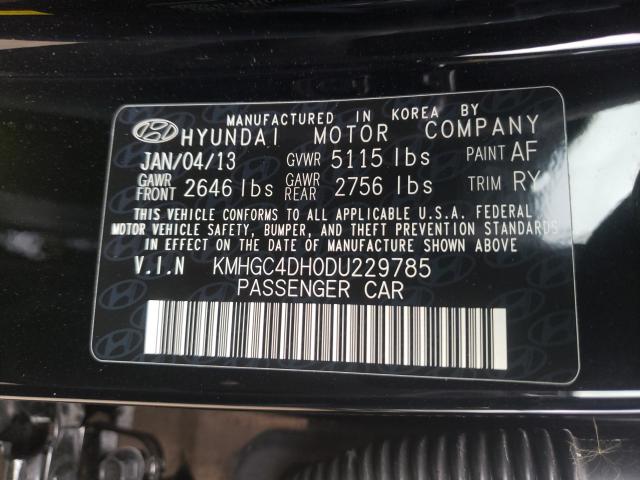 MANUFACTURED IN KOREA BY
HYUNDAI MOTOR COMPANY
JAN/04/13 GVWR 5115 lbs PAINT AF
GAWR FRONT 2646 lbs GAWR REAR 2756 lbs TRIM RY
THIS VEHICLE CONFORMS TO ALL APPLICABLE U.S.A. FEDERAL
MOTOR VEHICLE SAFETY, BUMPER, AND THEFT PREVENTION STANDARDS
IN EFFECT ON THE DATE OF MANUFACTURE SHOWN ABOVE.
V.I.N KMHGC4DH0DU229785
PASSENGER CAR